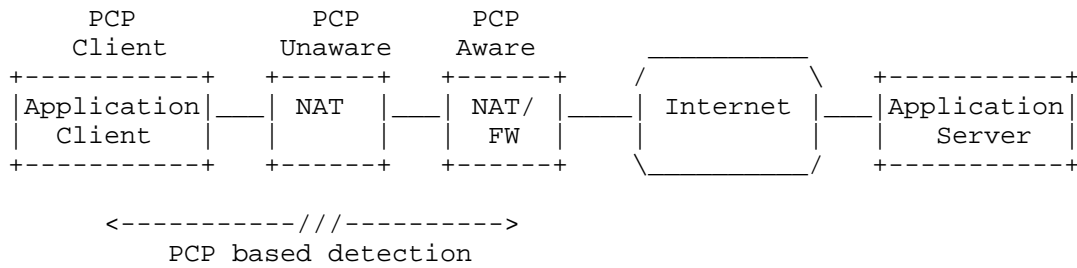 PCP PCP PCP
Client Unaware Aware
Application NAT NAT/ Internet Application
Client FW Server
PCP based detection